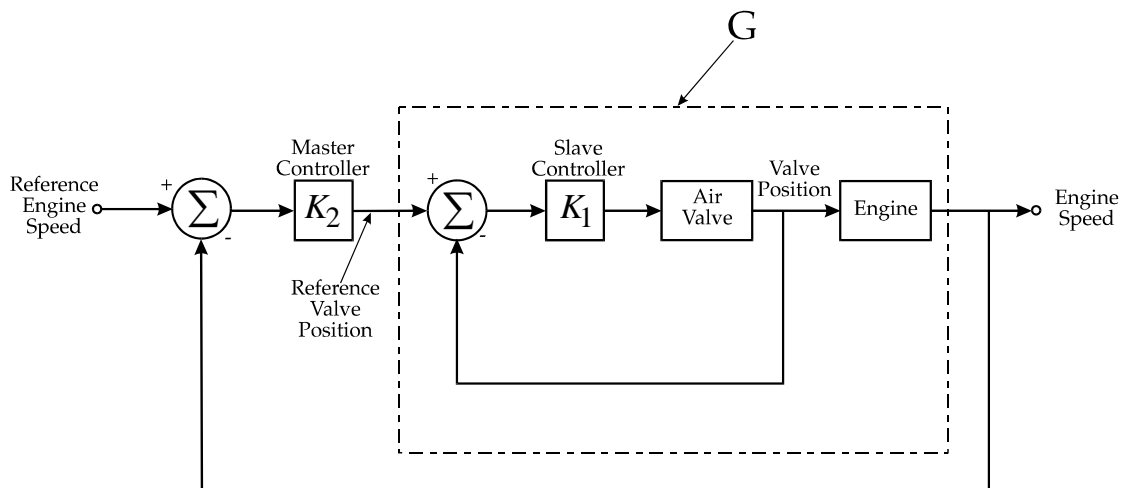 G
Master
Controller
Slave
Controller
Valve
Position
Reference
Engine
Speed
+
Σ
-
K2
+
Σ
-
K1
Air
Valve
Engine
Engine
Speed
Reference
Valve
Position